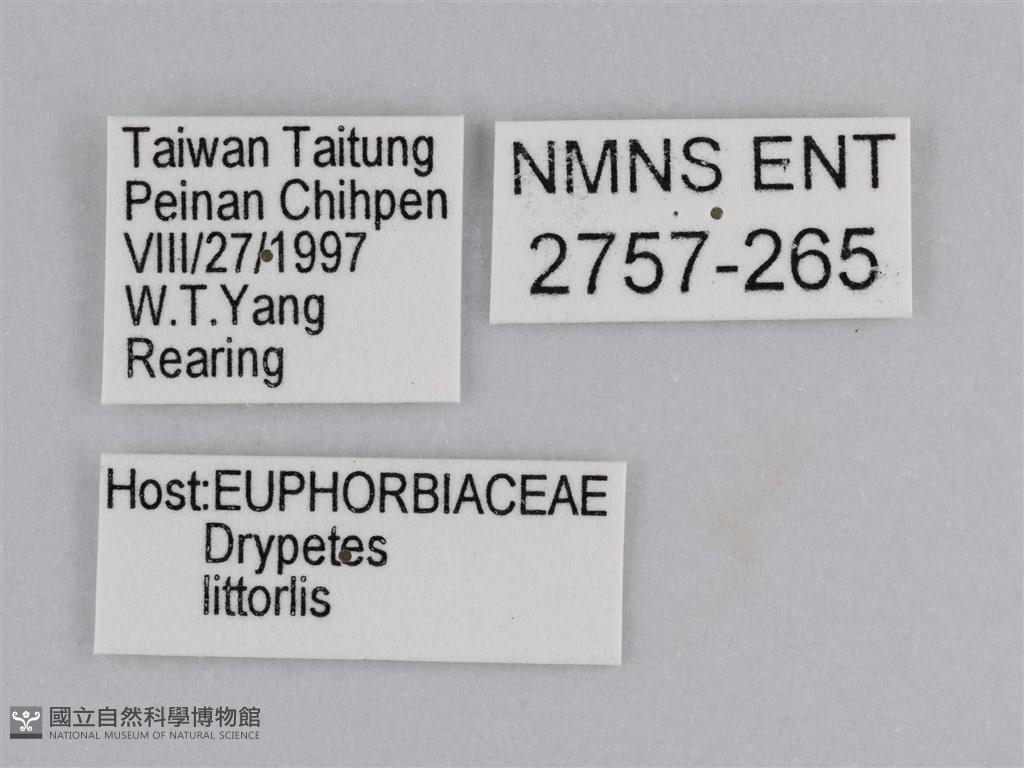 Taiwan Taitung
Peinan Chihpen
VIII/27/1997
W.T.Yang
Rearing
NMNS ENT
2757-265
Host:EUPHORBIACEAE
Drypetes
littorlis
國立自然科學博物館
NATIONAL MUSEUM OF NATURAL SCIENCE